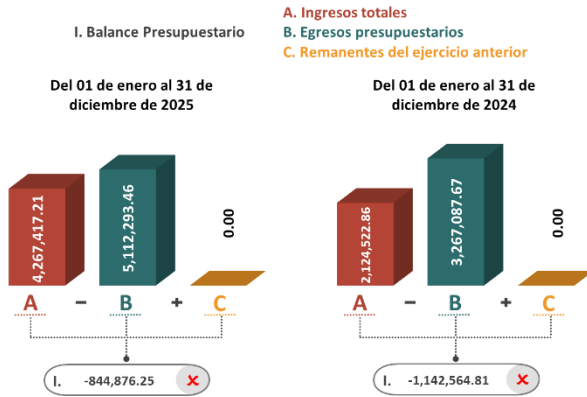 I. Balance Presupuestario
A. Ingresos totales
B. Egresos presupuestarios
C. Remanentes del ejercicio anterior
Del 01 de enero al 31 de
diciembre de 2025
4,267,417.21
5,112,293.46
0.00
A – B + C
I. -844,876.25 ✘
Del 01 de enero al 31 de
diciembre de 2024
2,124,522.86
3,267,087.67
0.00
A – B + C
I. -1,142,564.81 ✘